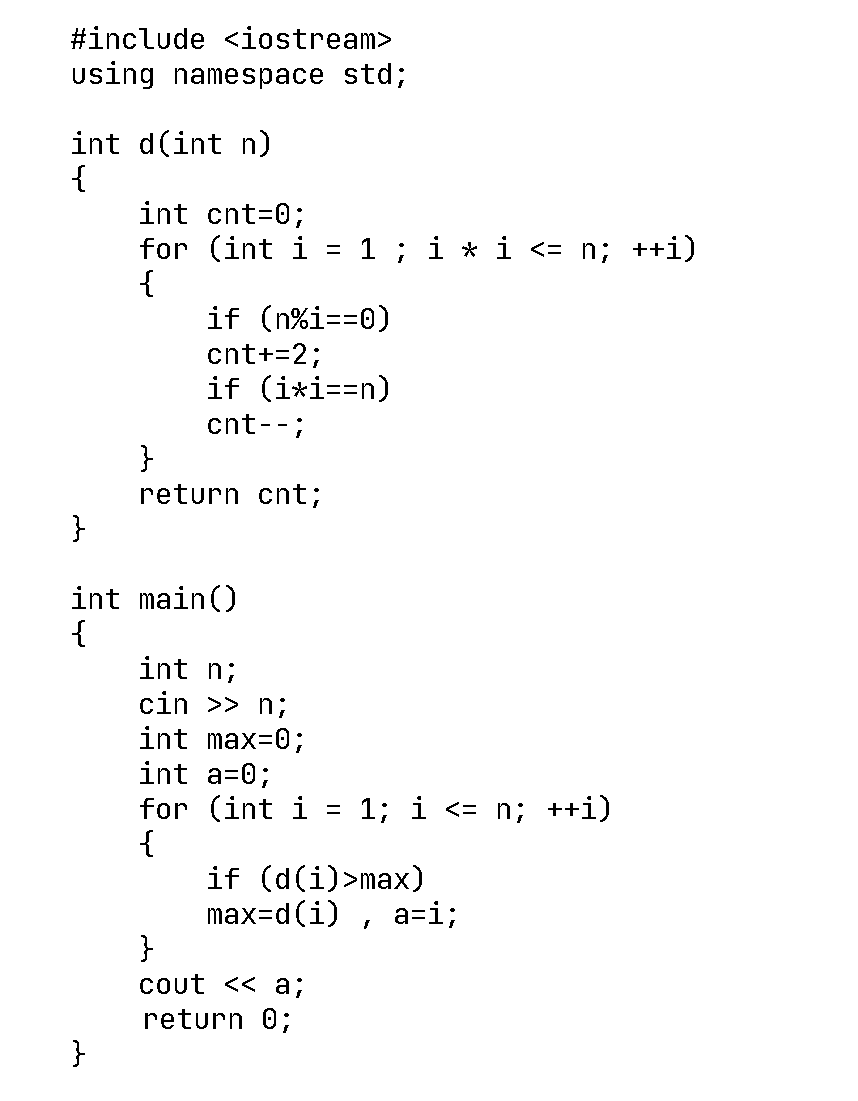 #include <iostream>
using namespace std;

int d(int n)
{
    int cnt=0;
    for (int i = 1 ; i * i <= n; ++i)
    {
        if (n%i==0)
        cnt+=2;
        if (i*i==n)
        cnt--;
    }
    return cnt;
}

int main()
{
    int n;
    cin >> n;
    int max=0;
    int a=0;
    for (int i = 1; i <= n; ++i)
    {
        if (d(i)>max)
        max=d(i) , a=i;
    }
    cout << a;
    return 0;
}